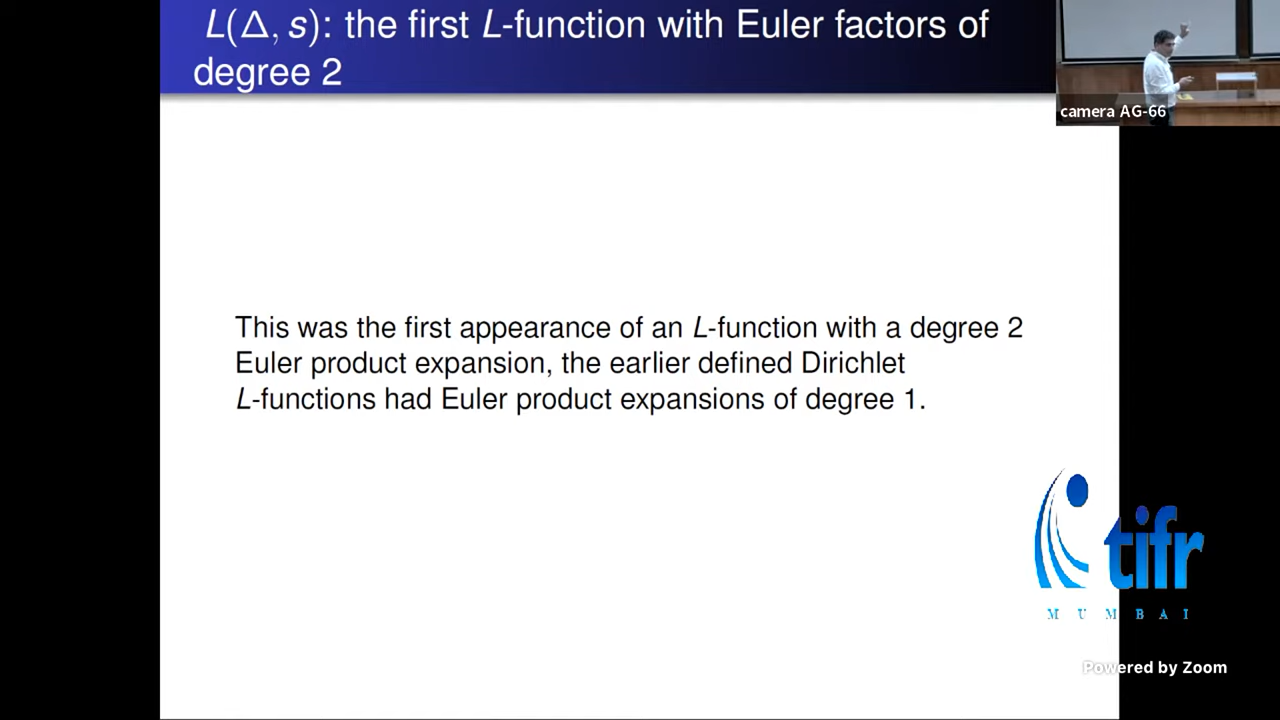 L(Δ, s): the first L-function with Euler factors of
degree 2
camera AG-66
This was the first appearance of an L-function with a degree 2
Euler product expansion, the earlier defined Dirichlet
L-functions had Euler product expansions of degree 1.
tifr
MUMBAI
Powered by Zoom